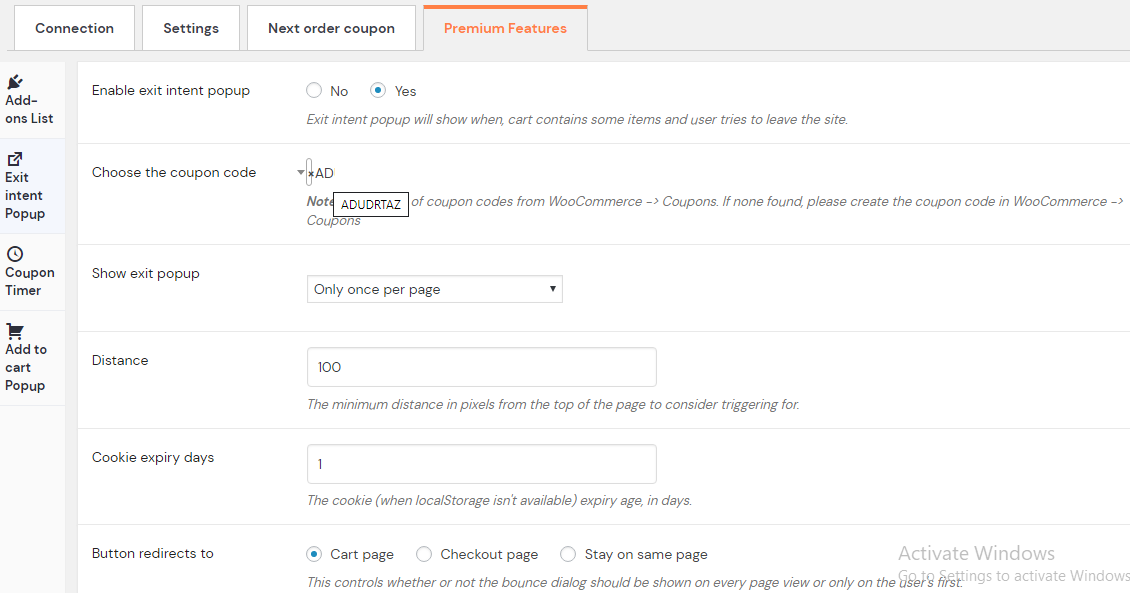 Connection
Settings
Next order coupon
Premium Features
Add-
ons List
Exit
intent
Popup
Coupon
Timer
Add to
cart
Popup
Enable exit intent popup
No
Yes
Exit intent popup will show when, cart contains some items and user tries to leave the site.
Choose the coupon code
×AD
ADUDRTAZ
Note
of coupon codes from WooCommerce -> Coupons. If none found, please create the coupon code in WooCommerce ->
Coupons
Show exit popup
Only once per page
Distance
100
The minimum distance in pixels from the top of the page to consider triggering for.
Cookie expiry days
1
The cookie (when localStorage isn't available) expiry age, in days.
Button redirects to
Cart page
Checkout page
Stay on same page
This controls whether or not the bounce dialog should be shown on every page view or only on the user's first.
Activate Windows
Go to Settings to activate Windows